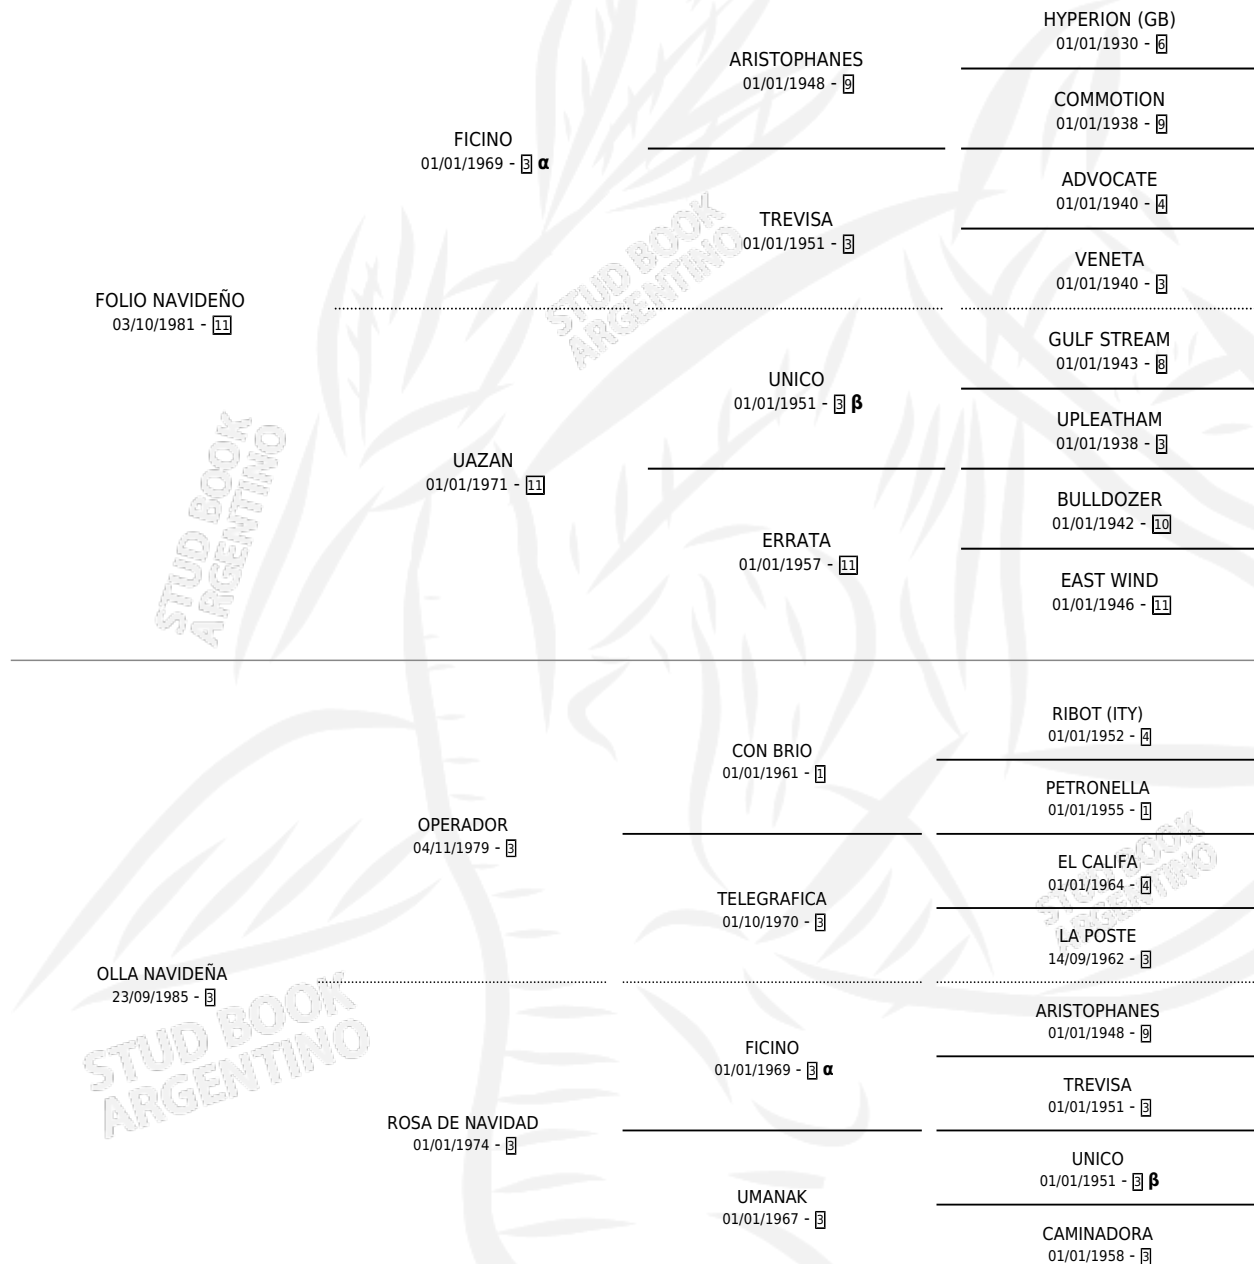 HYPERION (GB)
01/01/1930 - 6
ARISTOPHANES
01/01/1948 - 9
COMMOTION
01/01/1938 - 9
FICINO
01/01/1969 - 3 α
ADVOCATE
01/01/1940 - 4
TREVISA
01/01/1951 - 3
VENETA
01/01/1940 - 3
FOLIO NAVIDEÑO
03/10/1981 - 11
GULF STREAM
01/01/1943 - 8
UNICO
01/01/1951 - 3 β
UPLEATHAM
01/01/1938 - 3
UAZAN
01/01/1971 - 11
BULLDOZER
01/01/1942 - 10
ERRATA
01/01/1957 - 11
EAST WIND
01/01/1946 - 11
RIBOT (ITY)
01/01/1952 - 4
CON BRIO
01/01/1961 - 1
PETRONELLA
01/01/1955 - 1
OPERADOR
04/11/1979 - 3
EL CALIFA
01/01/1964 - 4
TELEGRAFICA
01/10/1970 - 3
LA POSTE
14/09/1962 - 3
OLLA NAVIDEÑA
23/09/1985 - 3
ARISTOPHANES
01/01/1948 - 9
FICINO
01/01/1969 - 3 α
TREVISA
01/01/1951 - 3
ROSA DE NAVIDAD
01/01/1974 - 3
UNICO
01/01/1951 - 3 β
UMANAK
01/01/1967 - 3
CAMINADORA
01/01/1958 - 3
STUD BOOK
ARGENTINO
STUD BOOK
ARGENTINO
STUD BOOK
ARGENTINO
STUD BOOK
ARGENTINO